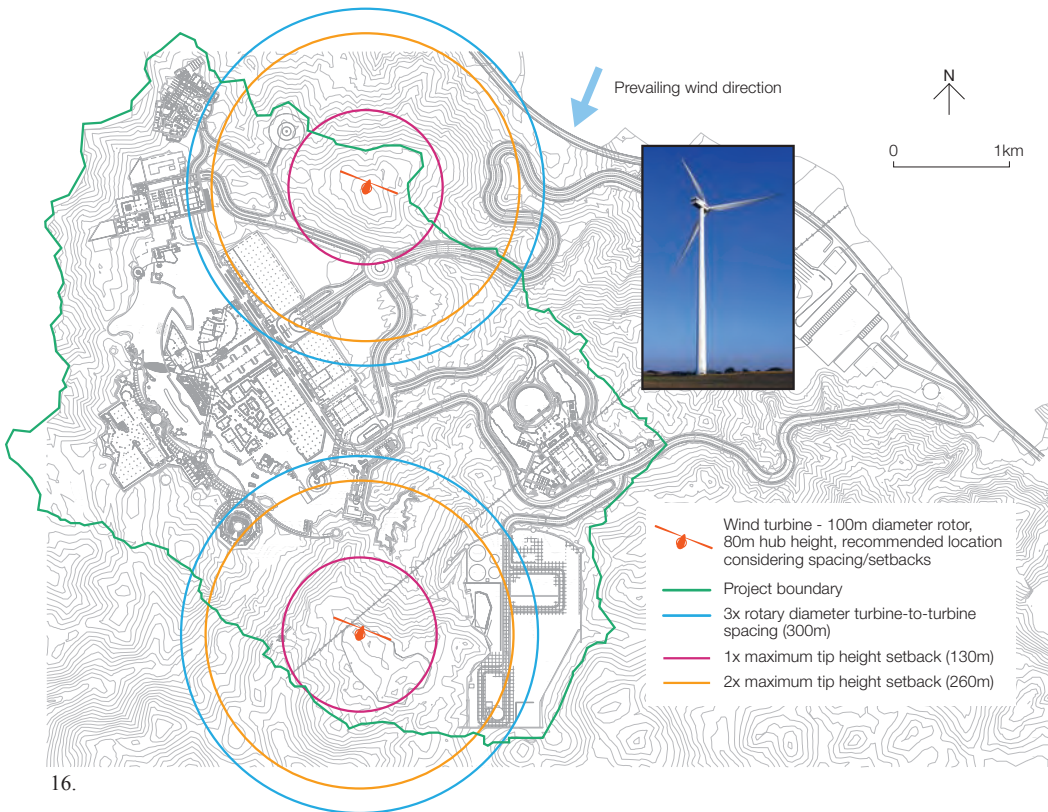 Prevailing wind direction
N
0 1km
Wind turbine - 100m diameter rotor,
80m hub height, recommended location
considering spacing/setbacks
Project boundary
3x rotary diameter turbine-to-turbine
spacing (300m)
1x maximum tip height setback (130m)
2x maximum tip height setback (260m)
16.